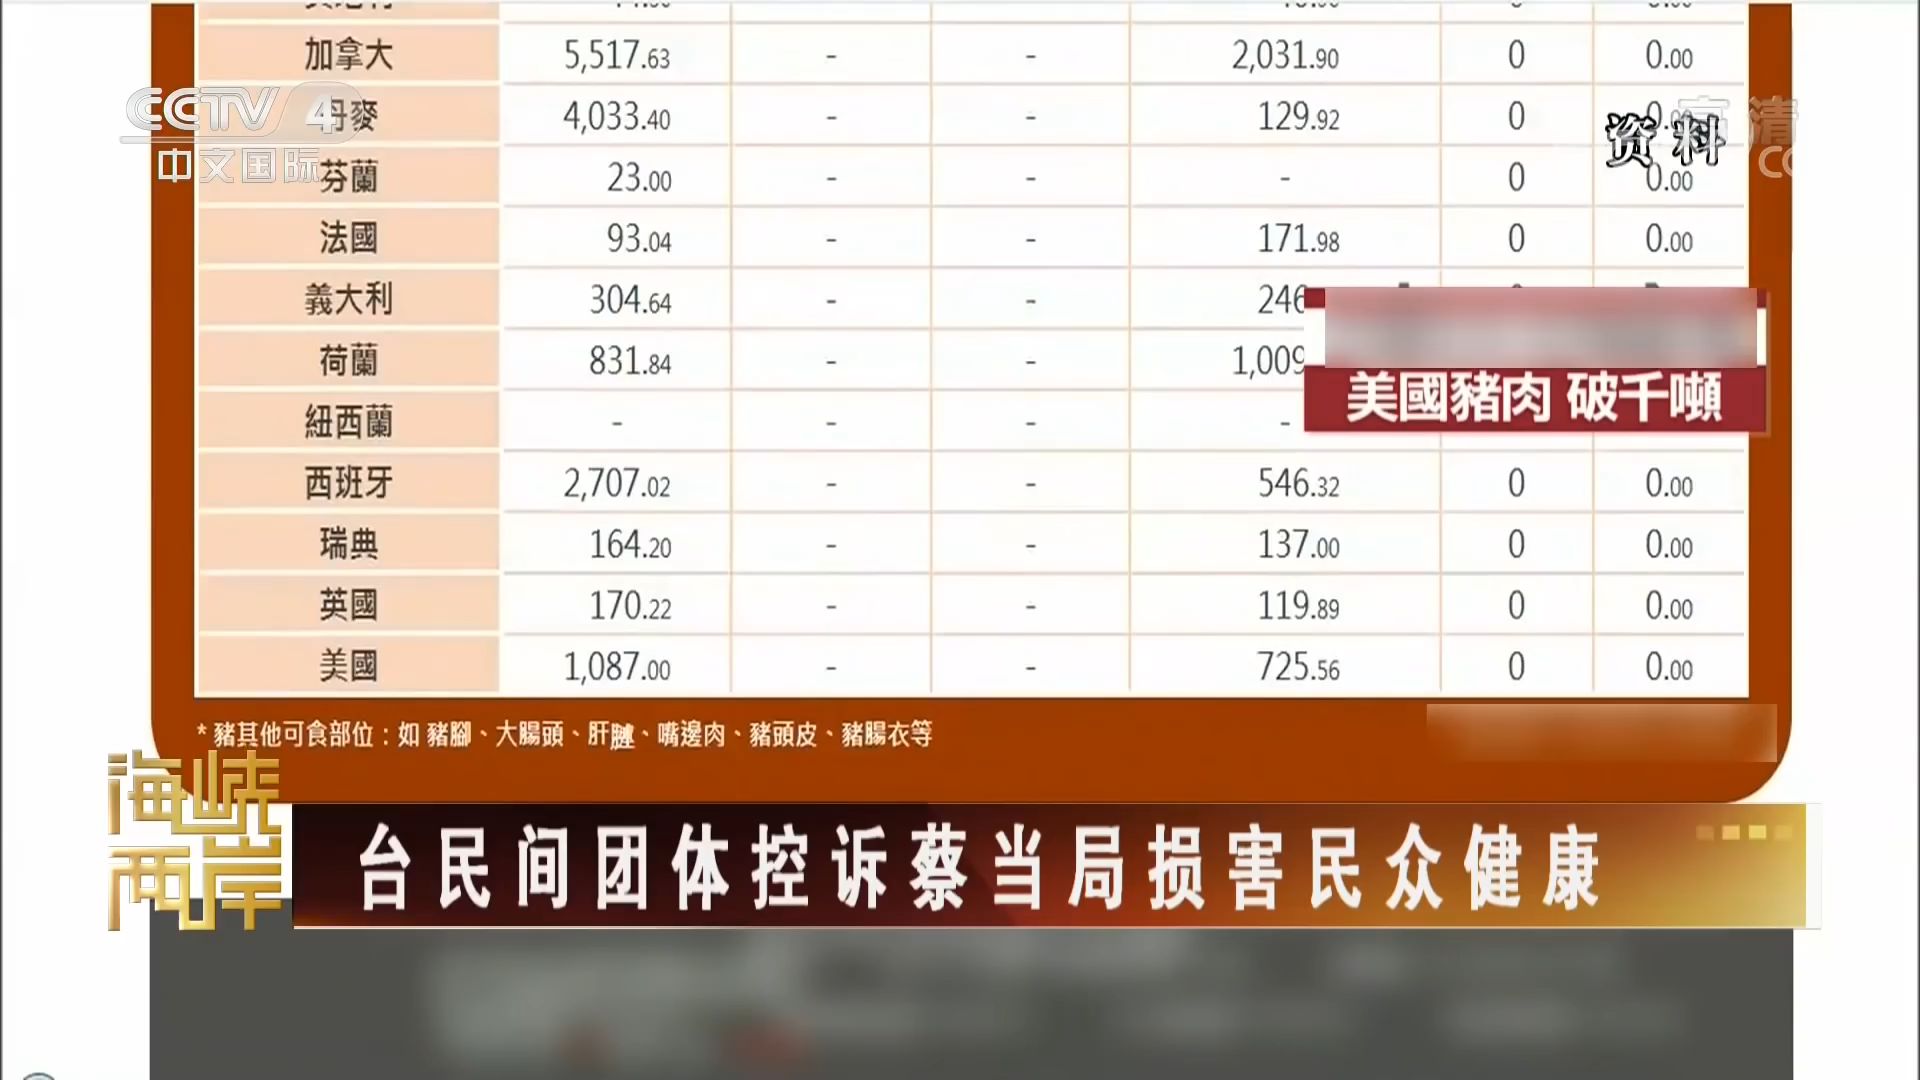 加拿大 5,517.63 - - 2,031.90 0 0.00
丹麥 4,033.40 - - 129.92 0
芬蘭 23.00 - - - 0 0.00
法國 93.04 - - 171.98 0 0.00
義大利 304.64 - - 246
荷蘭 831.84 - - 1,009
紐西蘭 - - - -
西班牙 2,707.02 - - 546.32 0 0.00
瑞典 164.20 - - 137.00 0 0.00
英國 170.22 - - 119.89 0 0.00
美國 1,087.00 - - 725.56 0 0.00
CCTV 4
中文国际
高清
资料
美國豬肉 破千噸
* 豬其他可食部位：如 豬腳、大腸頭、肝腱、嘴邊肉、豬頭皮、豬腸衣等
海峡
两岸
台民间团体控诉蔡当局损害民众健康